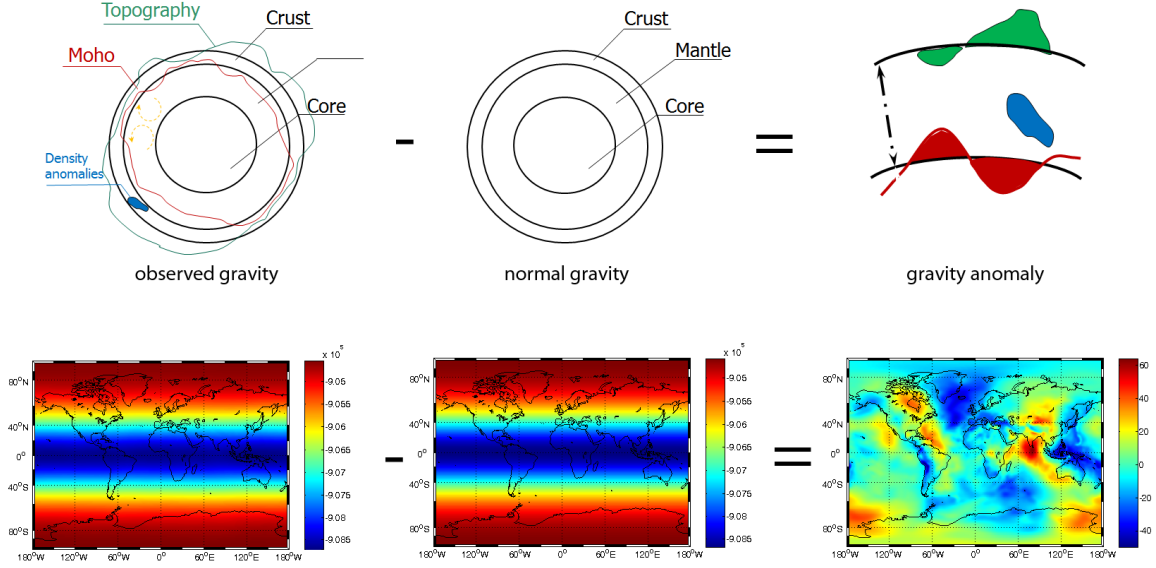 Topography
Crust
Moho
Core
Density
anomalies
-
Crust
Mantle
Core
=
observed gravity
normal gravity
gravity anomaly
x 10⁵
80°N
40°N
0°
40°S
80°S
180°W 120°W 60°W 0° 60°E 120°E 180°W
-9.05
-9.055
-9.06
-9.065
-9.07
-9.075
-9.08
-9.085
-
x 10⁵
80°N
40°N
0°
40°S
80°S
180°W 120°W 60°W 0° 60°E 120°E 180°W
-9.05
-9.055
-9.06
-9.065
-9.07
-9.075
-9.08
-9.085
=
80°N
40°N
0°
40°S
80°S
180°W 120°W 60°W 0° 60°E 120°E 180°W
60
40
20
0
-20
-40